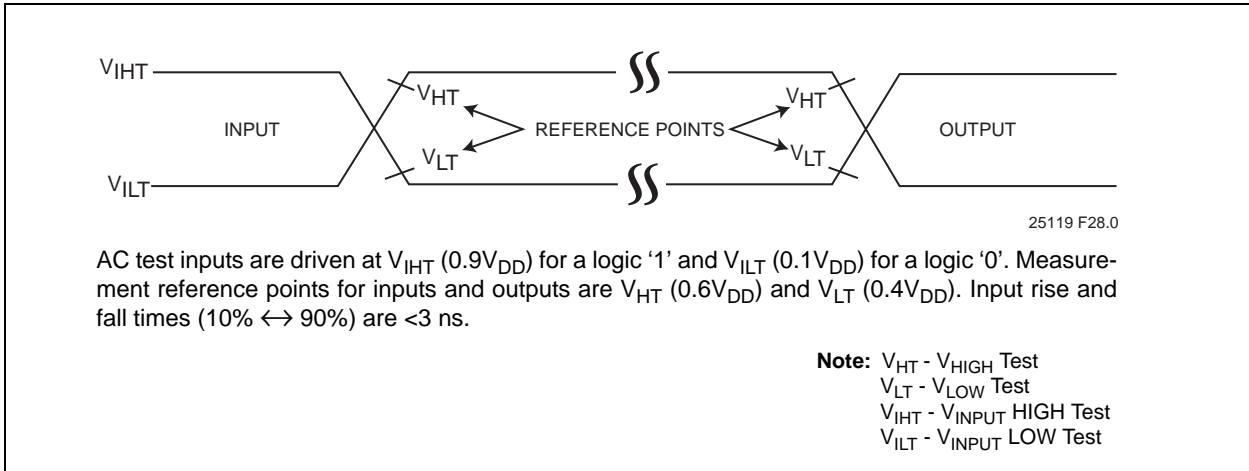 VIHT
VHT
VHT
INPUT
REFERENCE POINTS
OUTPUT
VLT
VLT
VILT
25119 F28.0
AC test inputs are driven at VIHT (0.9VDD) for a logic ‘1’ and VILT (0.1VDD) for a logic ‘0’. Measure-
ment reference points for inputs and outputs are VHT (0.6VDD) and VLT (0.4VDD). Input rise and
fall times (10% ↔ 90%) are <3 ns.
Note: VHT - VHIGH Test
VLT - VLOW Test
VIHT - VINPUT HIGH Test
VILT - VINPUT LOW Test